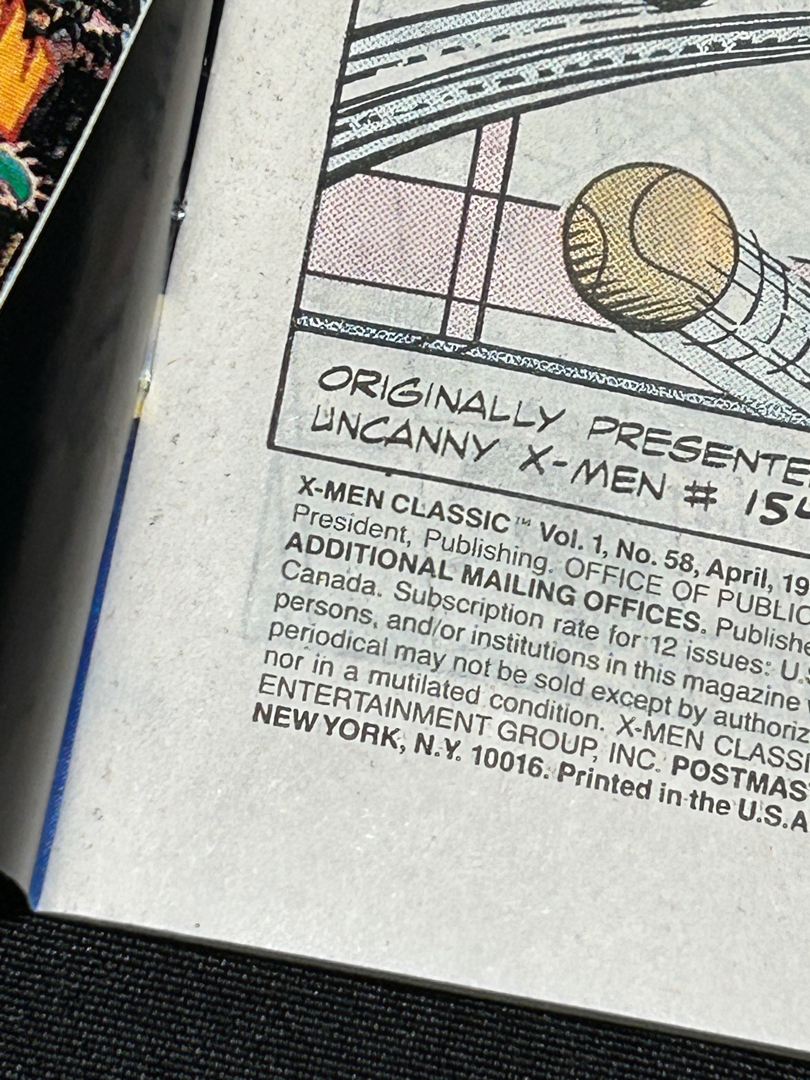 ORIGINALLY PRESENTE
UNCANNY X-MEN # 154
X-MEN CLASSIC™ Vol. 1, No. 58, April, 19
President, Publishing. OFFICE OF PUBLIC
ADDITIONAL MAILING OFFICES. Publishe
Canada. Subscription rate for 12 issues: U.S
persons, and/or institutions in this magazine
periodical may not be sold except by authoriz
nor in a mutilated condition. X-MEN CLASSI
ENTERTAINMENT GROUP, INC. POSTMAS
NEW YORK, N.Y. 10016. Printed in the U.S.A